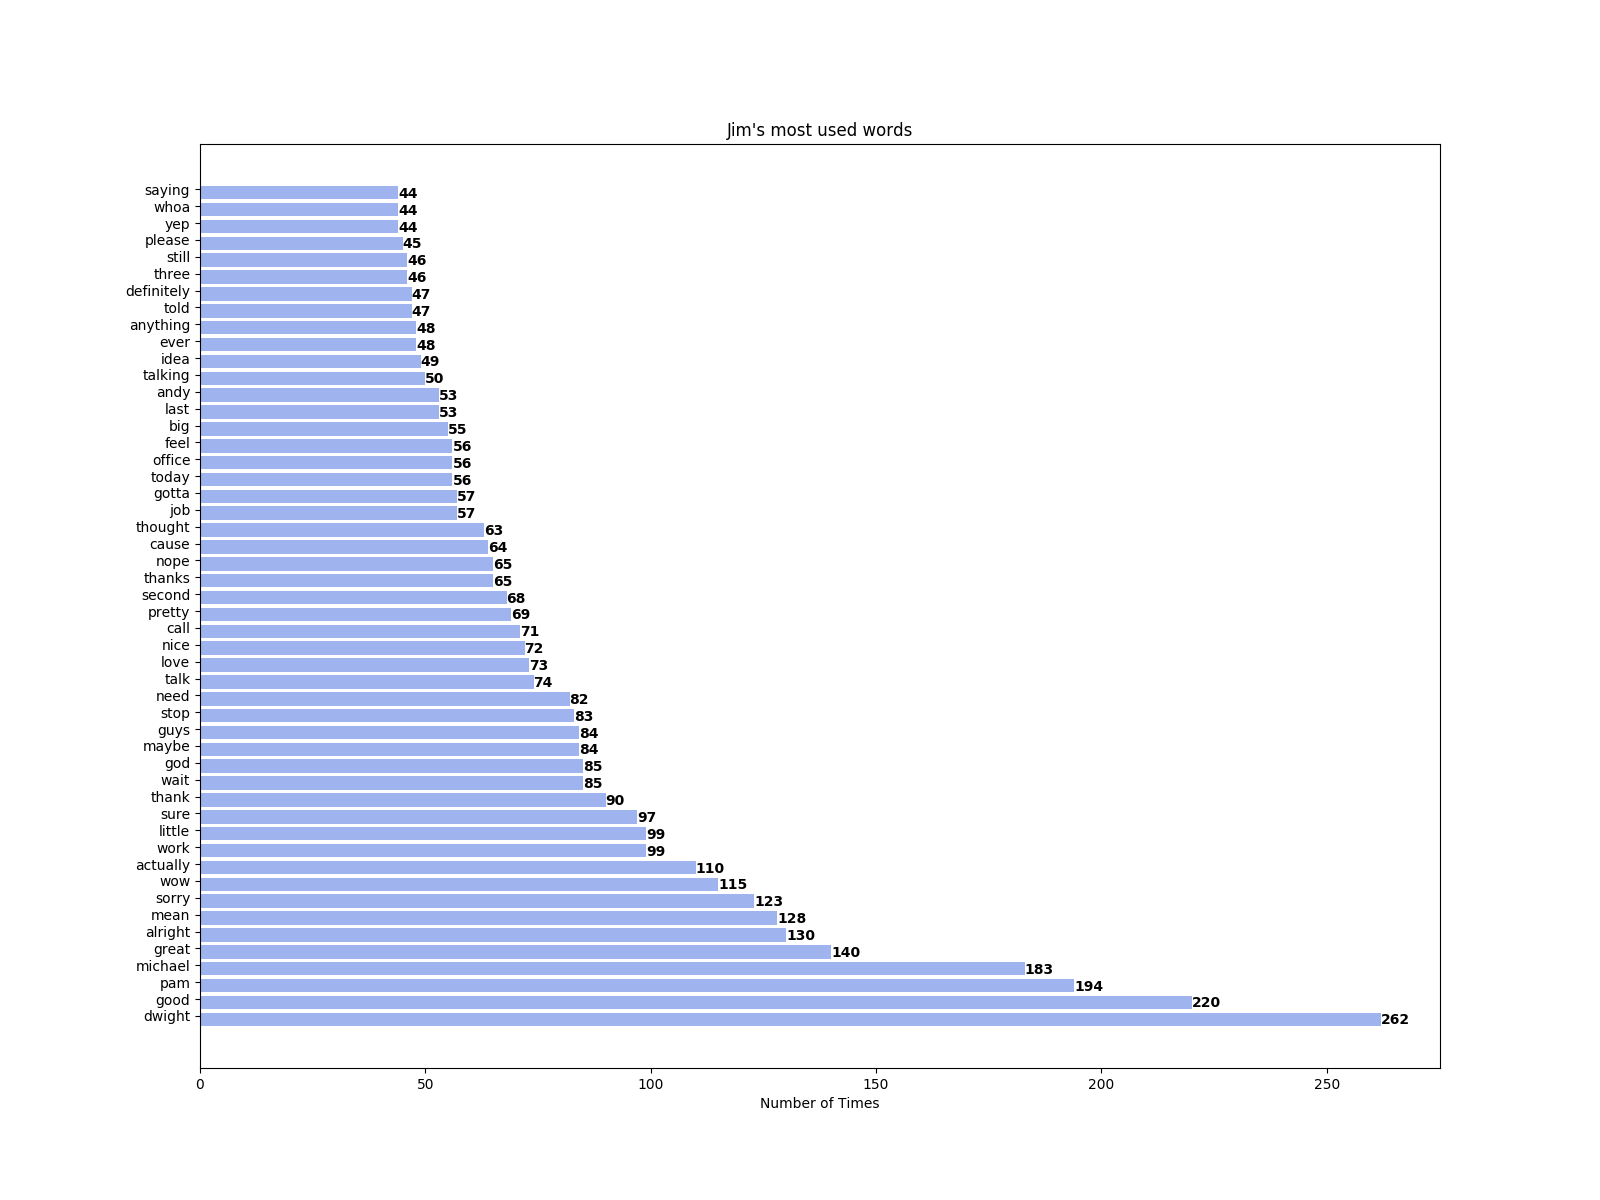 Jim's most used words
saying 44
whoa 44
yep 44
please 45
still 46
three 46
definitely 47
told 47
anything 48
ever 48
idea 49
talking 50
andy 53
last 53
big 55
feel 56
office 56
today 56
gotta 57
job 57
thought 63
cause 64
nope 65
thanks 65
second 68
pretty 69
call 71
nice 72
love 73
talk 74
need 82
stop 83
guys 84
maybe 84
god 85
wait 85
thank 90
sure 97
little 99
work 99
actually 110
wow 115
sorry 123
mean 128
alright 130
great 140
michael 183
pam 194
good 220
dwight 262
0 50 100 150 200 250
Number of Times